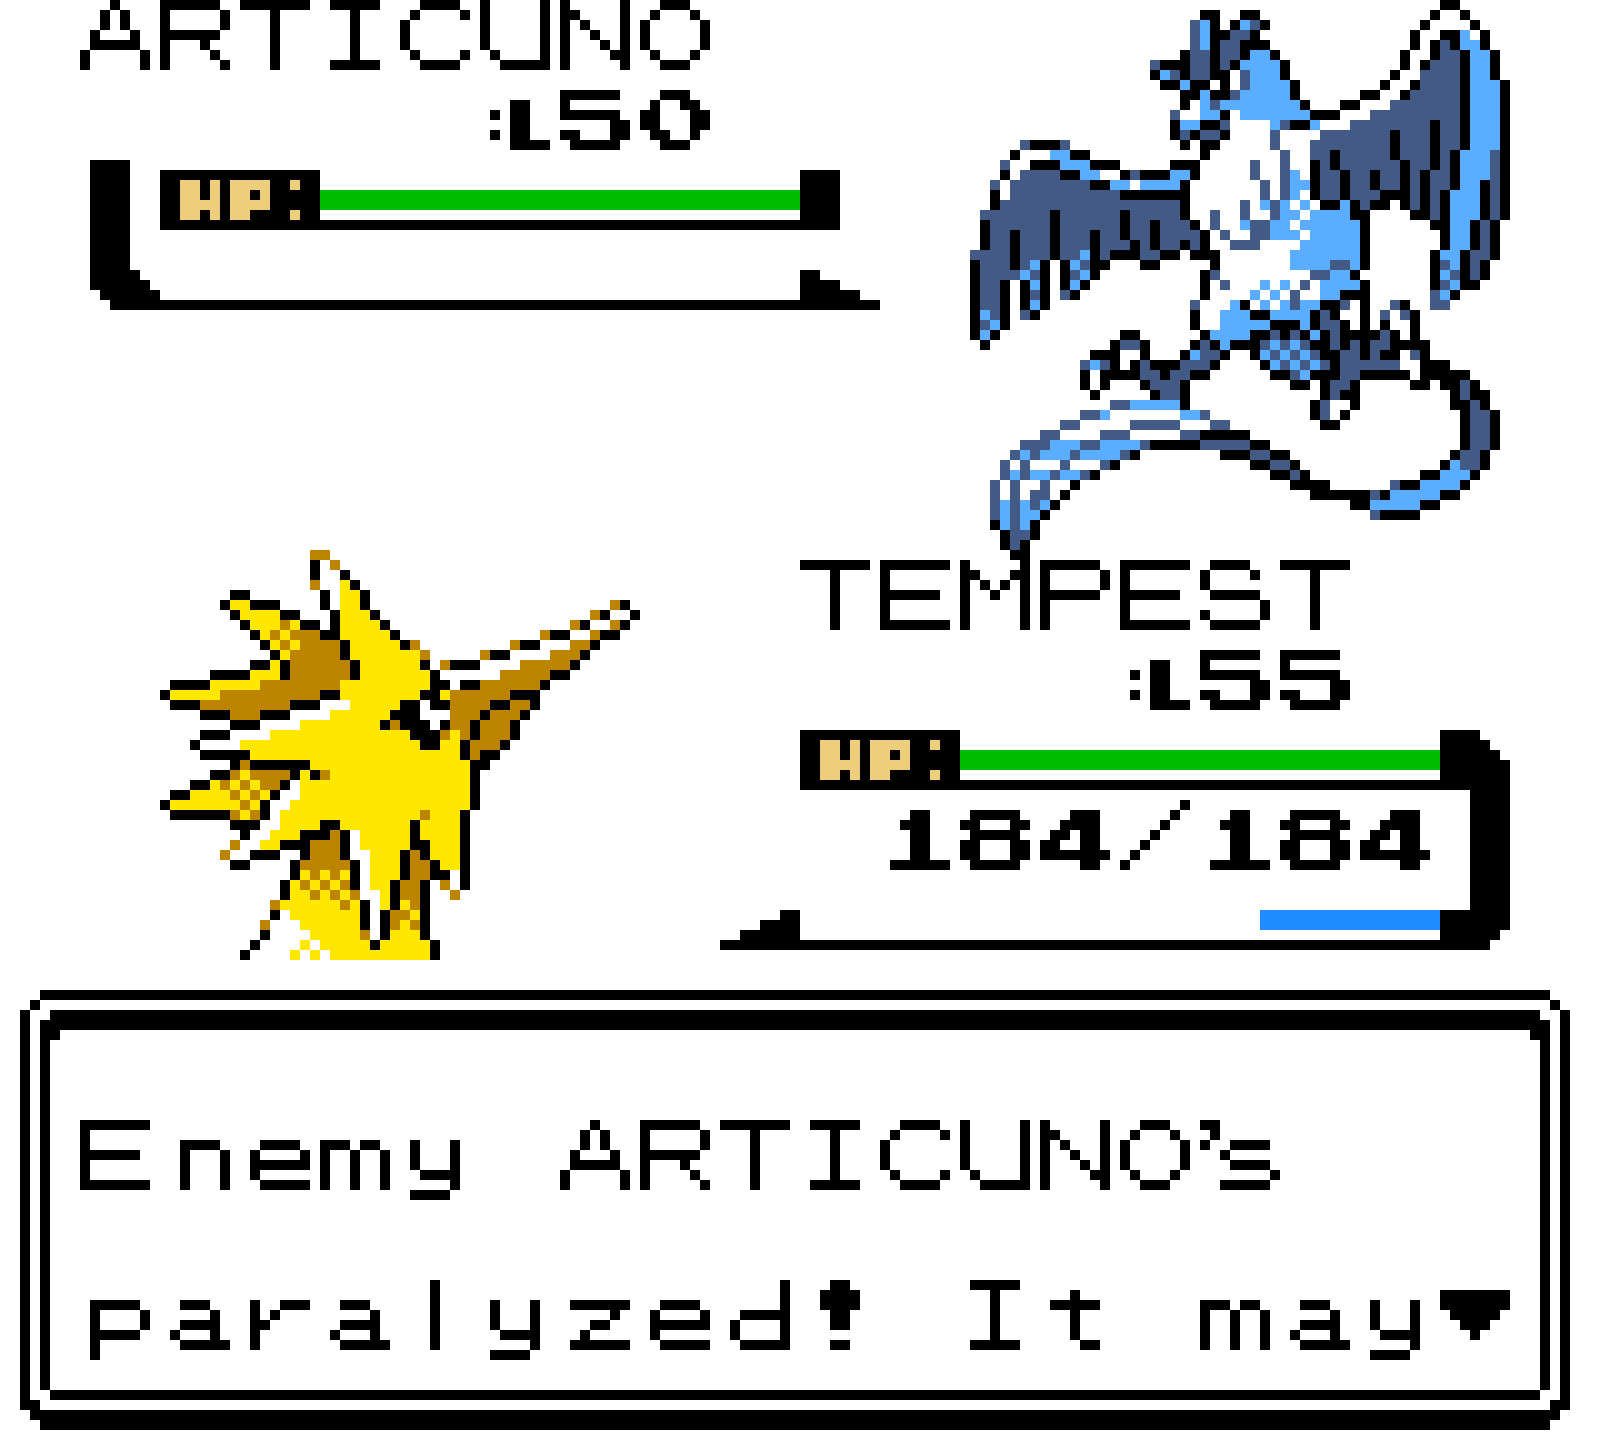 ARTICUNO
:L50
HP:
TEMPEST
:L55
HP:
184/184
Enemy ARTICUNO's
paralyzed! It may▼